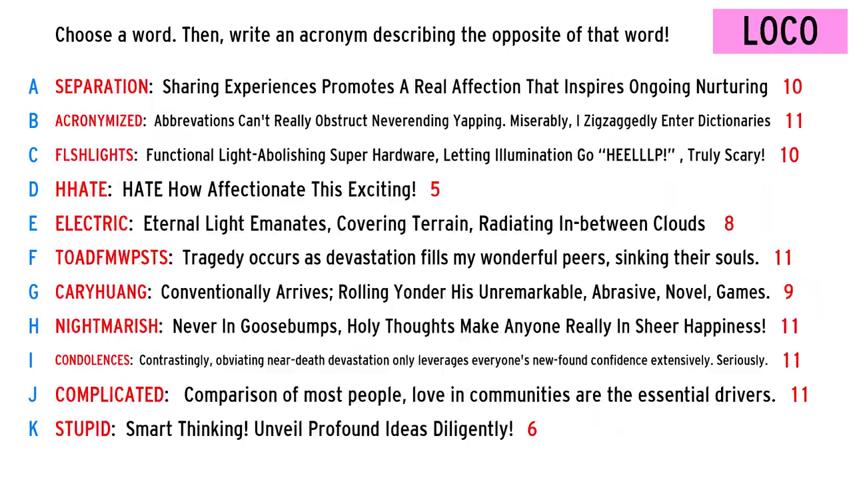 Choose a word. Then, write an acronym describing the opposite of that word!
LOCO
A SEPARATION: Sharing Experiences Promotes A Real Affection That Inspires Ongoing Nurturing 10
B ACRONYMIZED: Abbrevations Can't Really Obstruct Neverending Yapping. Miserably, I Zigzaggedly Enter Dictionaries 11
C FLSHLIGHTS: Functional Light-Abolishing Super Hardware, Letting Illumination Go “HEELLLP!” , Truly Scary! 10
D HHATE: HATE How Affectionate This Exciting! 5
E ELECTRIC: Eternal Light Emanates, Covering Terrain, Radiating In-between Clouds 8
F TOADFMWPSTS: Tragedy occurs as devastation fills my wonderful peers, sinking their souls. 11
G CARYHUANG: Conventionally Arrives; Rolling Yonder His Unremarkable, Abrasive, Novel, Games. 9
H NIGHTMARISH: Never In Goosebumps, Holy Thoughts Make Anyone Really In Sheer Happiness! 11
I CONDOLENCES: Contrastingly, obviating near-death devastation only leverages everyone's new-found confidence extensively. Seriously. 11
J COMPLICATED: Comparison of most people, love in communities are the essential drivers. 11
K STUPID: Smart Thinking! Unveil Profound Ideas Diligently! 6